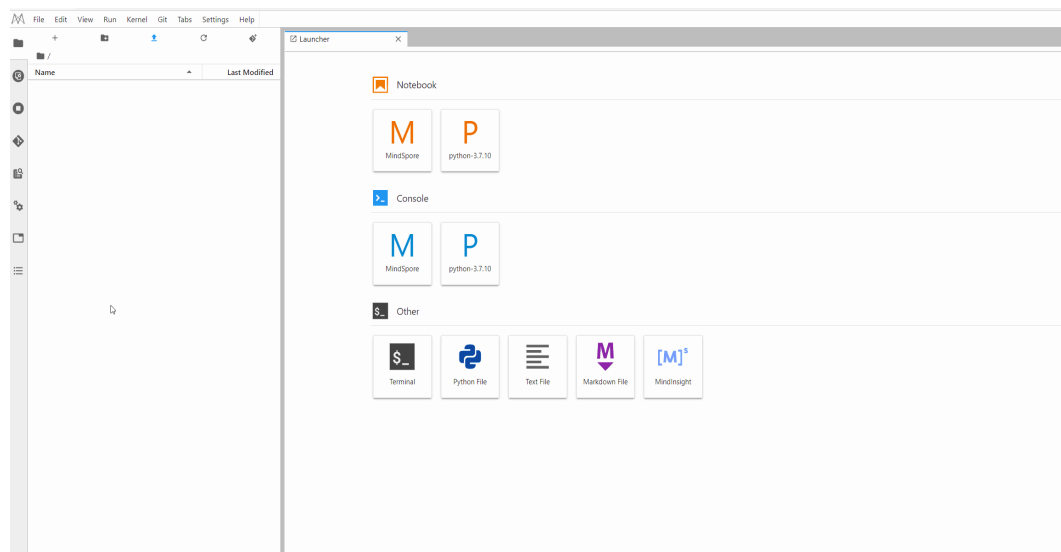 File Edit View Run Kernel Git Tabs Settings Help
Launcher
/
Name Last Modified
Notebook
M P
MindSpore python-3.7.10
Console
M P
MindSpore python-3.7.10
$_ Other
$_ M [M]s
Terminal Python File Text File Markdown File MindInsight